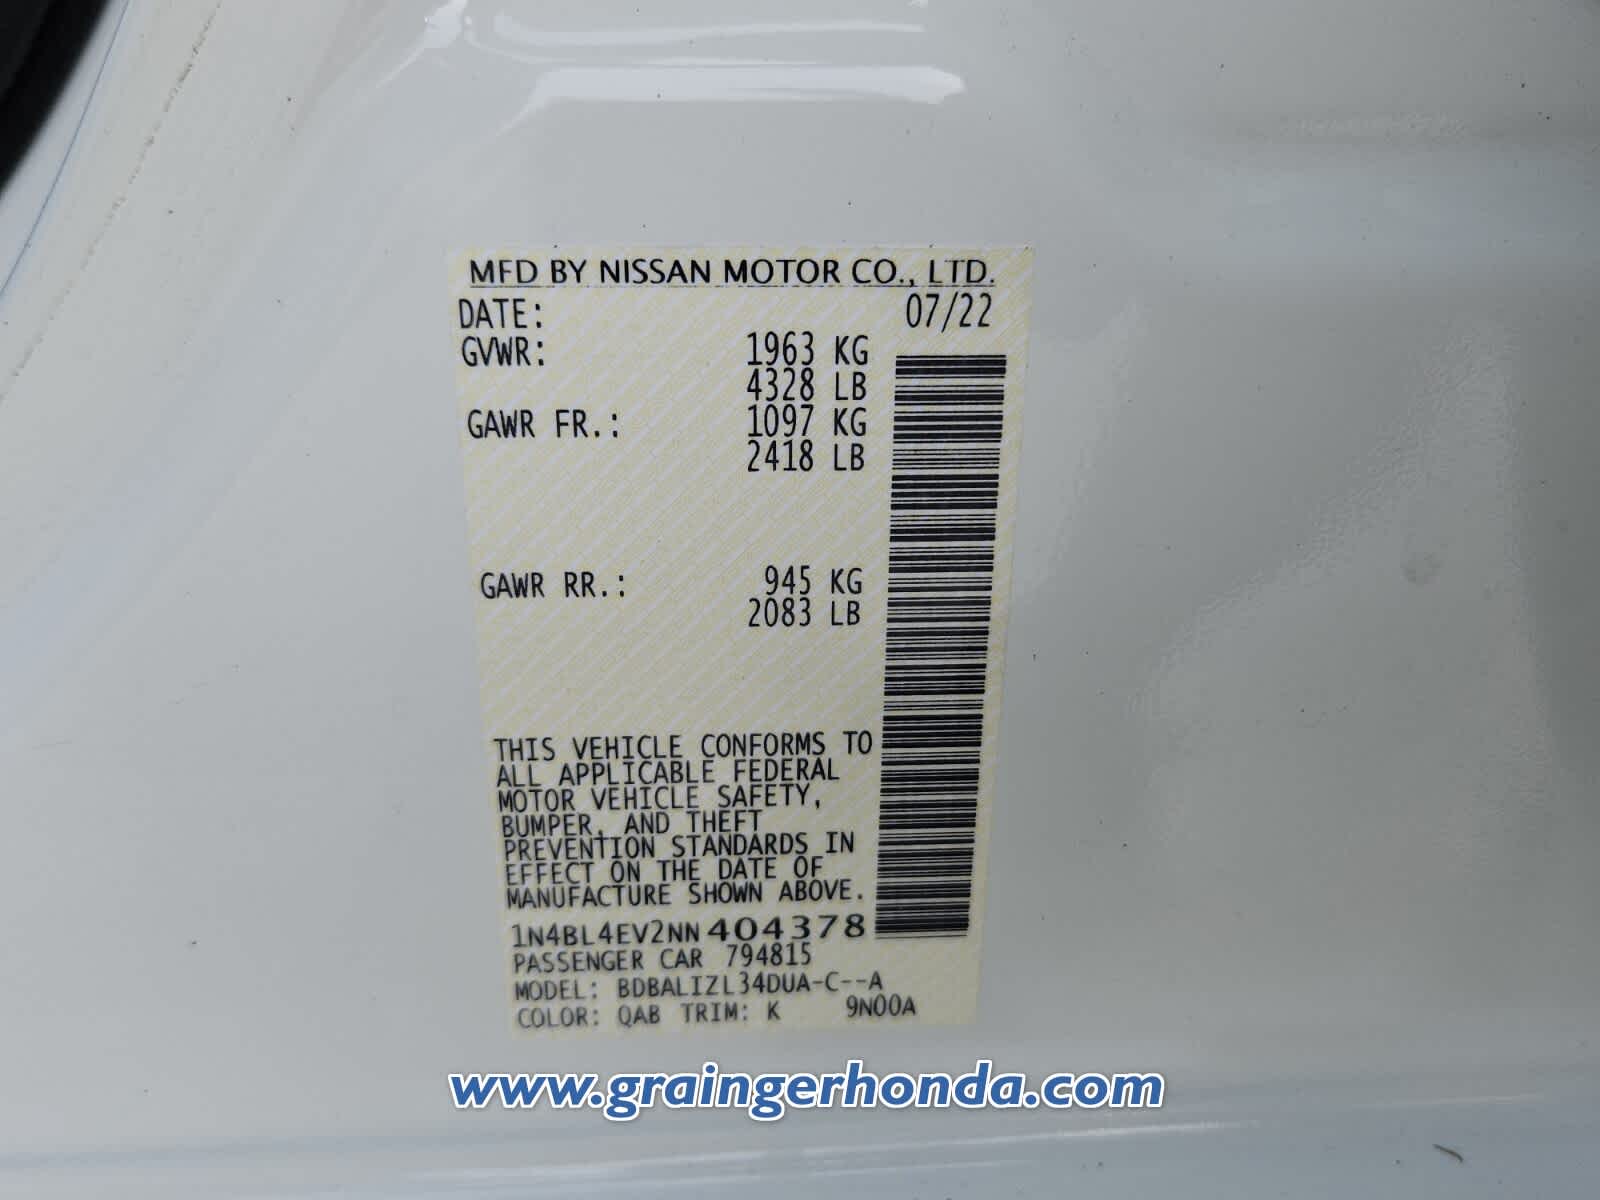 MFD BY NISSAN MOTOR CO., LTD.
DATE: 07/22
GVWR: 1963 KG
4328 LB
GAWR FR.: 1097 KG
2418 LB
GAWR RR.: 945 KG
2083 LB
THIS VEHICLE CONFORMS TO
ALL APPLICABLE FEDERAL
MOTOR VEHICLE SAFETY,
BUMPER, AND THEFT
PREVENTION STANDARDS IN
EFFECT ON THE DATE OF
MANUFACTURE SHOWN ABOVE.
1N4BL4EV2NN404378
PASSENGER CAR 794815
MODEL: BDBALIZL34DUA-C--A
COLOR: QAB TRIM: K 9N00A
www.graingerhonda.com